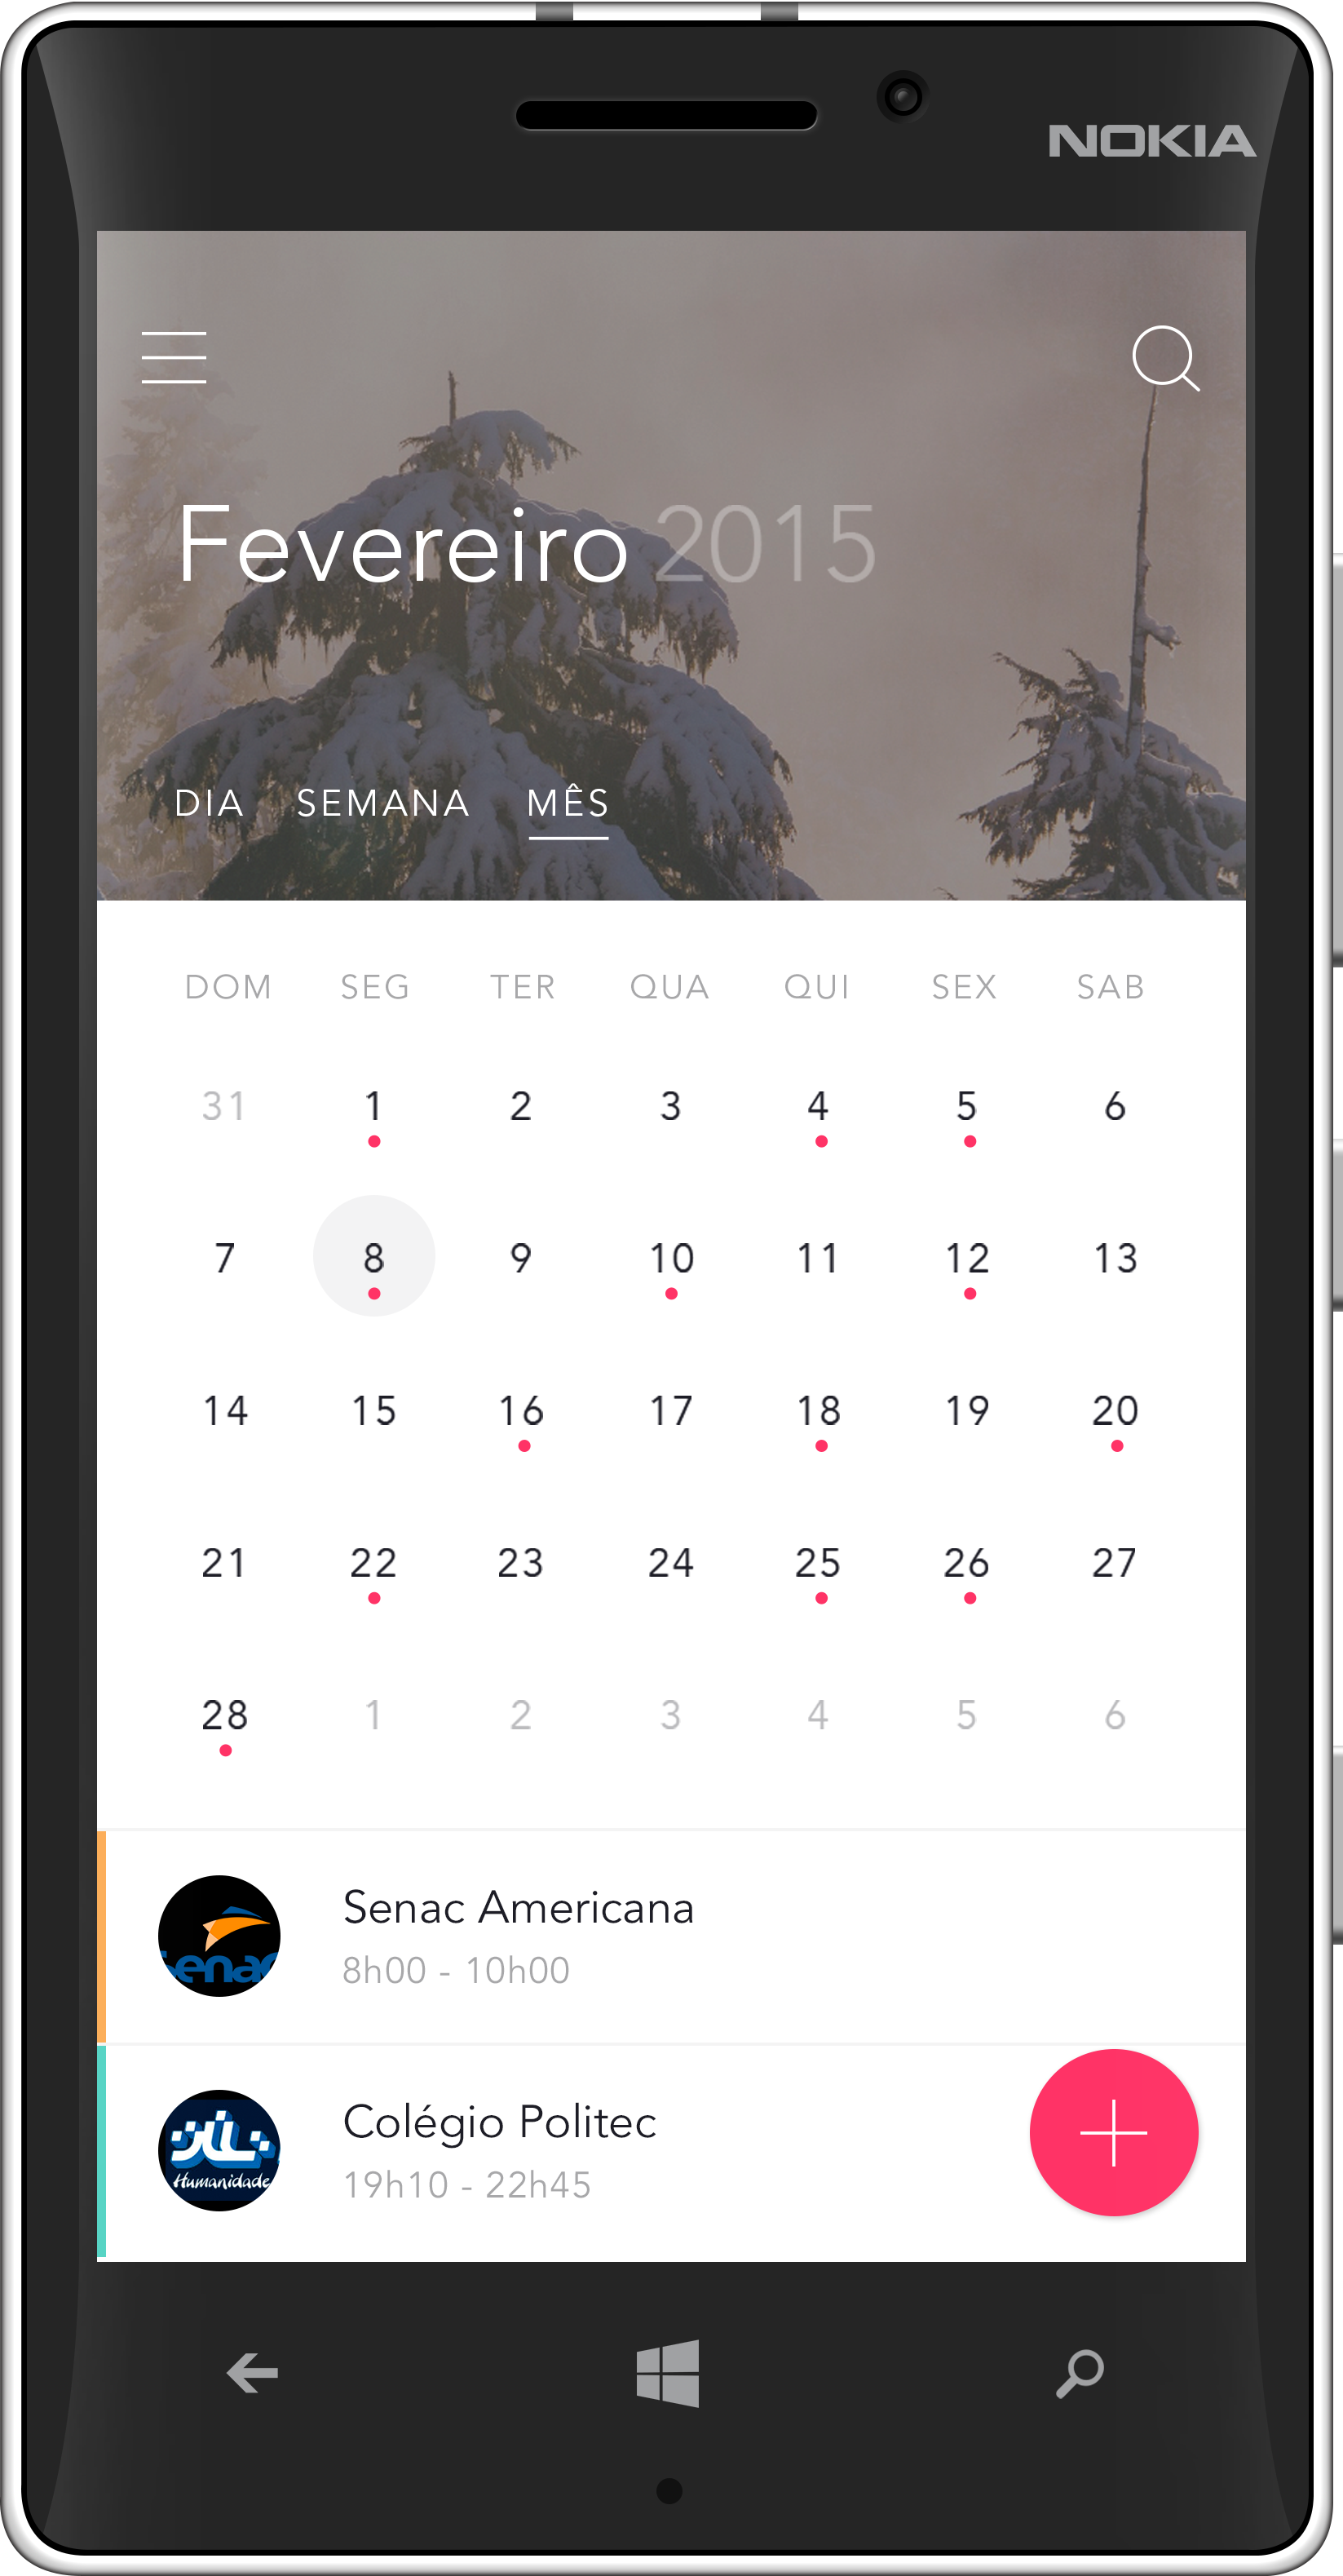 NOKIA
Fevereiro 2015
DIA SEMANA MÊS
DOM SEG TER QUA QUI SEX SAB
31 1 2 3 4 5 6
7 8 9 10 11 12 13
14 15 16 17 18 19 20
21 22 23 24 25 26 27
28 1 2 3 4 5 6
Senac Americana
8h00 - 10h00
senac
Colégio Politec
19h10 - 22h45
Humanidade